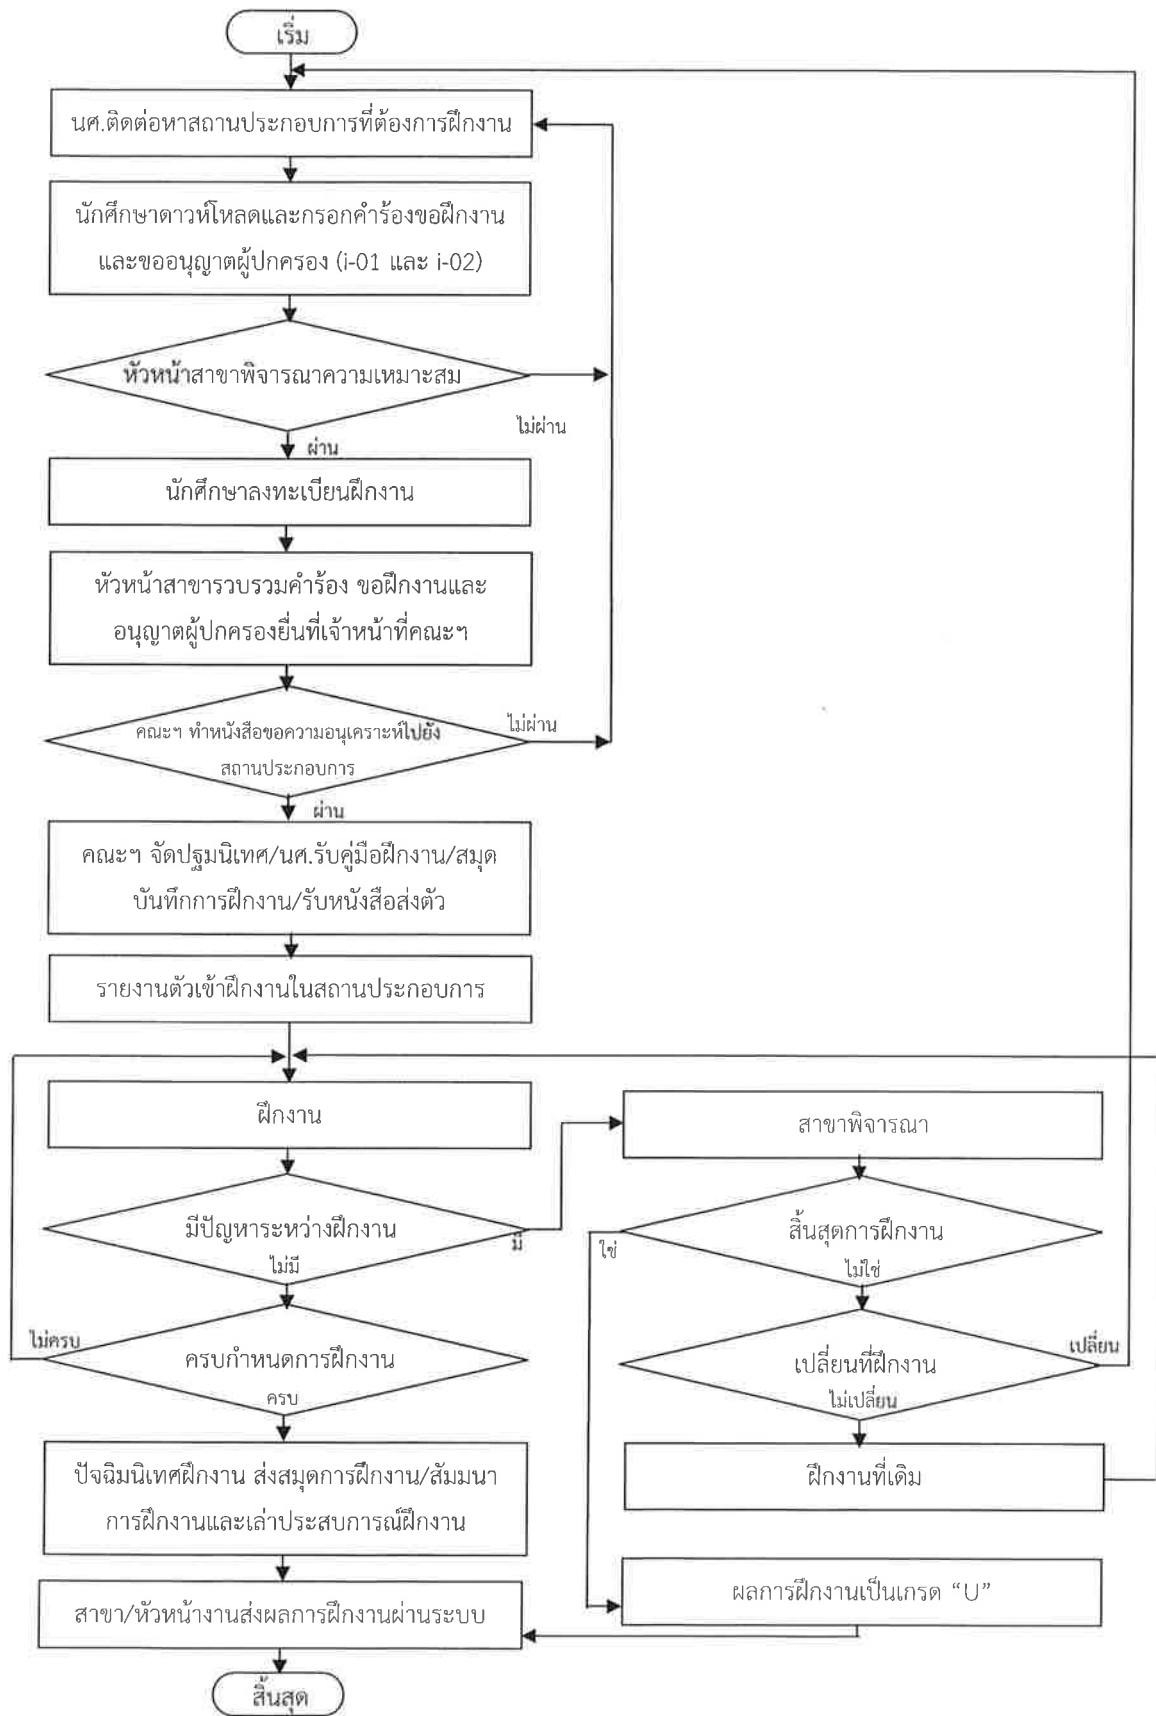 เริ่ม
นศ.ติดต่อหาสถานประกอบการที่ต้องการฝึกงาน
นักศึกษาดาวห์โหลดและกรอกคำร้องขอฝึกงาน
และขออนุญาตผู้ปกครอง (i-01 และ i-02)
หัวหน้าสาขาพิจารณาความเหมาะสม
ไม่ผ่าน
ผ่าน
นักศึกษาลงทะเบียนฝึกงาน
หัวหน้าสาขารวบรวมคำร้อง ขอฝึกงานและ
อนุญาตผู้ปกครองยื่นที่เจ้าหน้าที่คณะฯ
ไม่ผ่าน
คณะฯ ทำหนังสือขอความอนุเคราะห์ไปยัง
สถานประกอบการ
ผ่าน
คณะฯ จัดปฐมนิเทศ/นศ.รับคู่มือฝึกงาน/สมุด
บันทึกการฝึกงาน/รับหนังสือส่งตัว
รายงานตัวเข้าฝึกงานในสถานประกอบการ
ฝึกงาน
มีปัญหาระหว่างฝึกงาน
มี
ไม่มี
ไม่ครบ
ครบกำหนดการฝึกงาน
ครบ
สาขาพิจารณา
สิ้นสุดการฝึกงาน
ใช่
ไม่ใช่
เปลี่ยน
เปลี่ยนที่ฝึกงาน
ไม่เปลี่ยน
ฝึกงานที่เดิม
ปัจฉิมนิเทศฝึกงาน ส่งสมุดการฝึกงาน/สัมมนา
การฝึกงานและเล่าประสบการณ์ฝึกงาน
ผลการฝึกงานเป็นเกรด “U”
สาขา/หัวหน้างานส่งผลการฝึกงานผ่านระบบ
สิ้นสุด